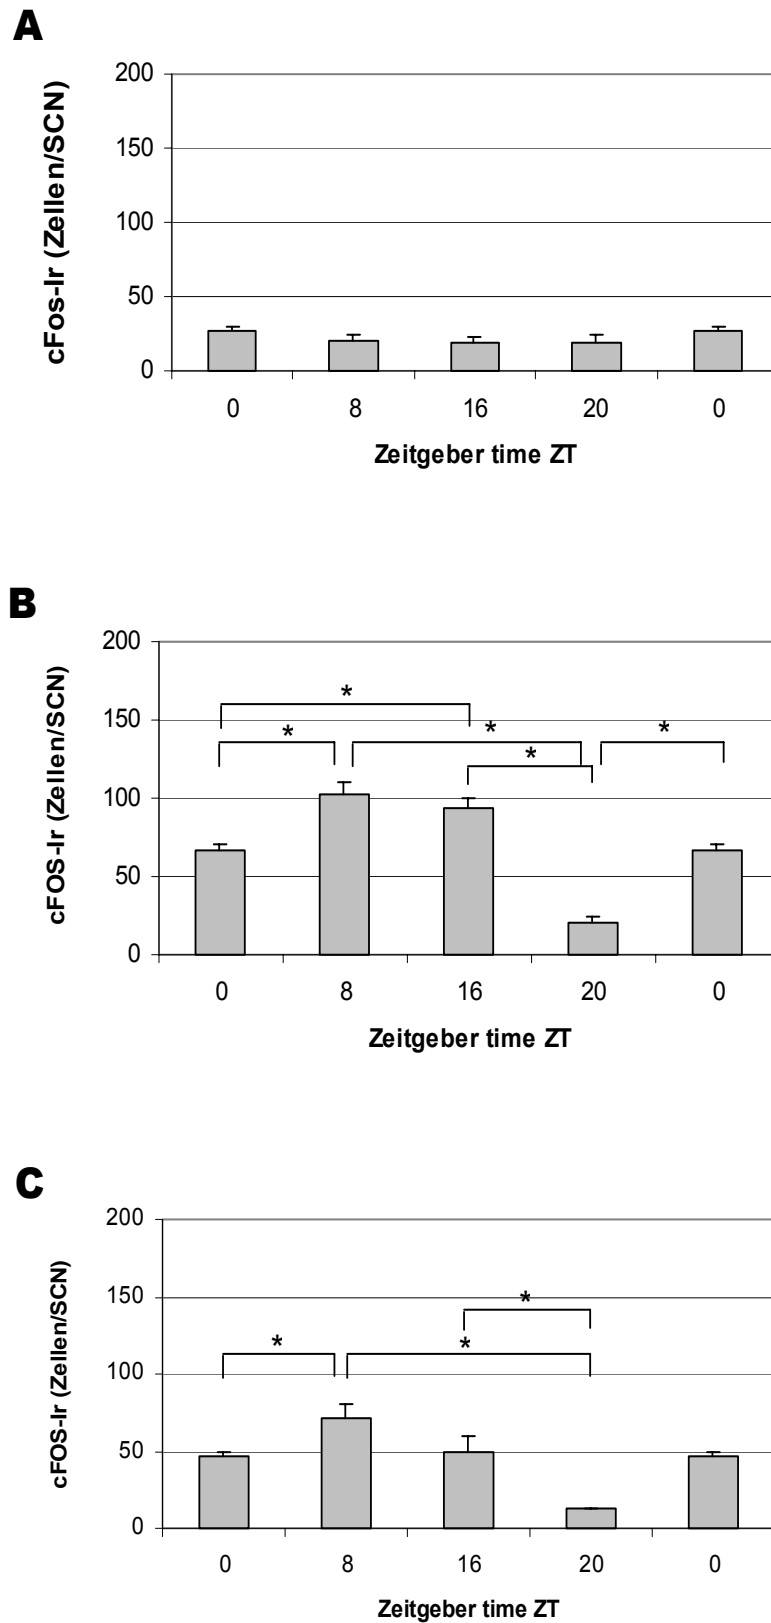 A
cFos-Ir (Zellen/SCN)
200
150
100
50
0
0 8 16 20 0
Zeitgeber time ZT
B
cFOS-Ir (Zellen/SCN)
200
150
100
50
0
* * * * *
0 8 16 20 0
Zeitgeber time ZT
C
cFOS-Ir (Zellen/SCN)
200
150
100
50
0
* * *
0 8 16 20 0
Zeitgeber time ZT